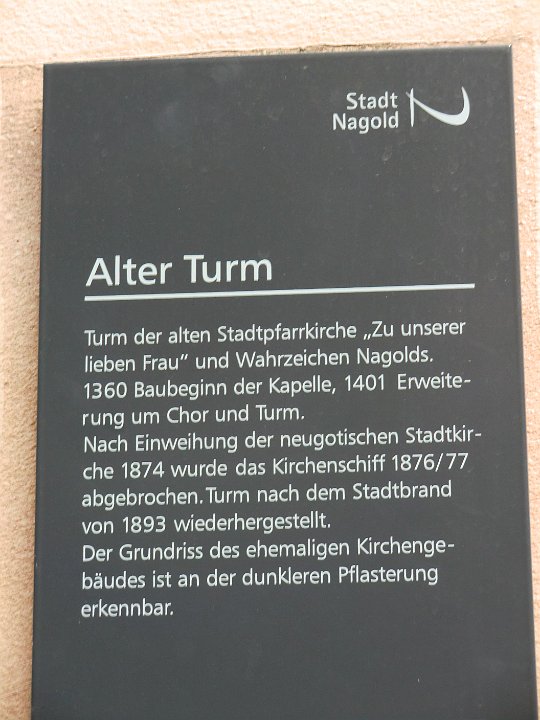 Stadt
Nagold
Alter Turm
Turm der alten Stadtpfarrkirche „Zu unserer
lieben Frau“ und Wahrzeichen Nagolds.
1360 Baubeginn der Kapelle, 1401 Erweite-
rung um Chor und Turm.
Nach Einweihung der neugotischen Stadtkir-
che 1874 wurde das Kirchenschiff 1876/77
abgebrochen. Turm nach dem Stadtbrand
von 1893 wiederhergestellt.
Der Grundriss des ehemaligen Kirchenge-
bäudes ist an der dunkleren Pflasterung
erkennbar.